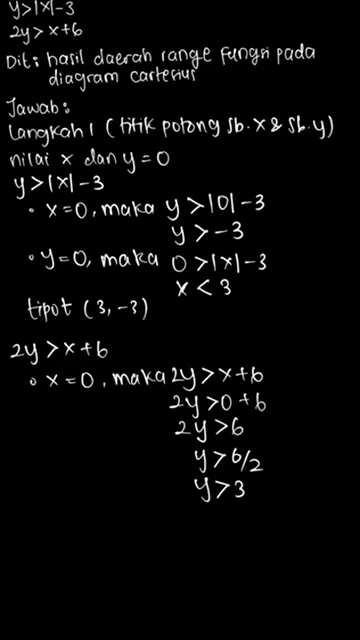 y>|x|-3
2y>x+6
Dit: hasil daerah range fungsi pada
diagram cartesius
Jawab:
Langkah 1 (titik potong sb.x & sb.y)
nilai x dan y=0
y>|x|-3
• x=0, maka y>|0|-3
y>-3
• y=0, maka 0>|x|-3
x<3
tipot (3,-3)
2y>x+6
• x=0, maka 2y>x+6
2y>0+6
2y>6
y>6/2
y>3